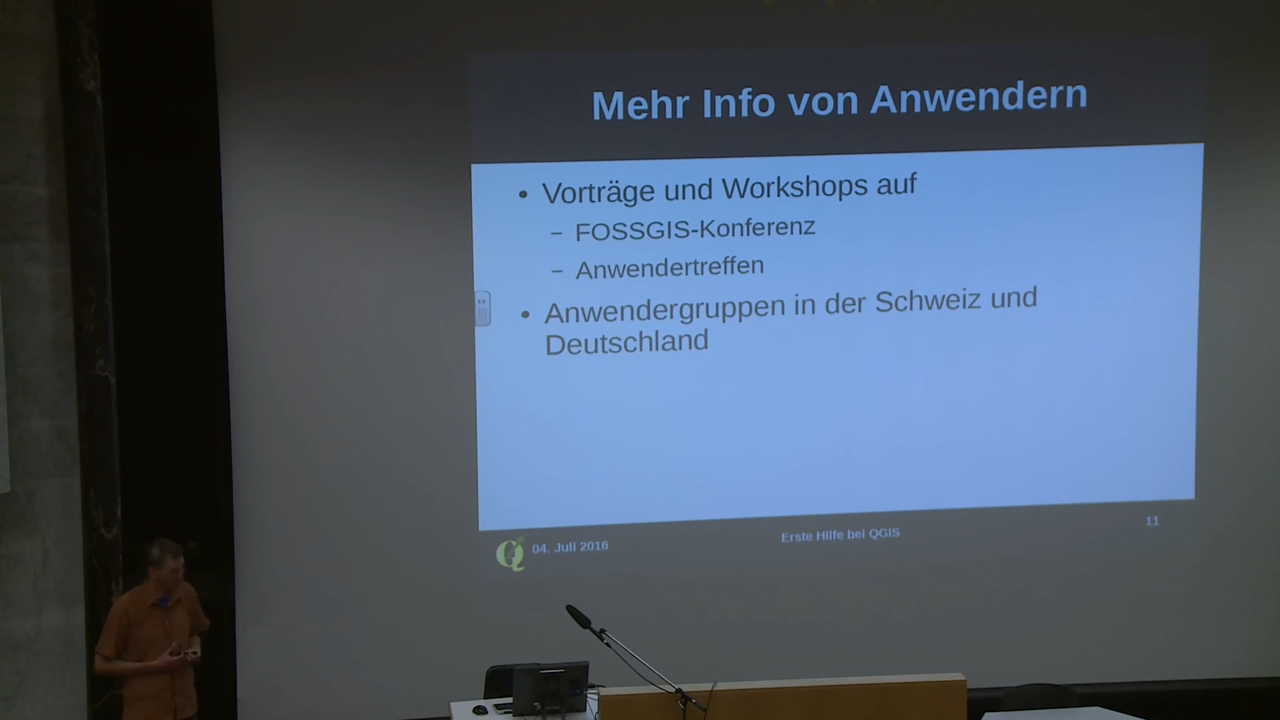 Mehr Info von Anwendern
• Vorträge und Workshops auf
– FOSSGIS-Konferenz
– Anwendertreffen
• Anwendergruppen in der Schweiz und
Deutschland
04. Juli 2016
Erste Hilfe bei QGIS
11